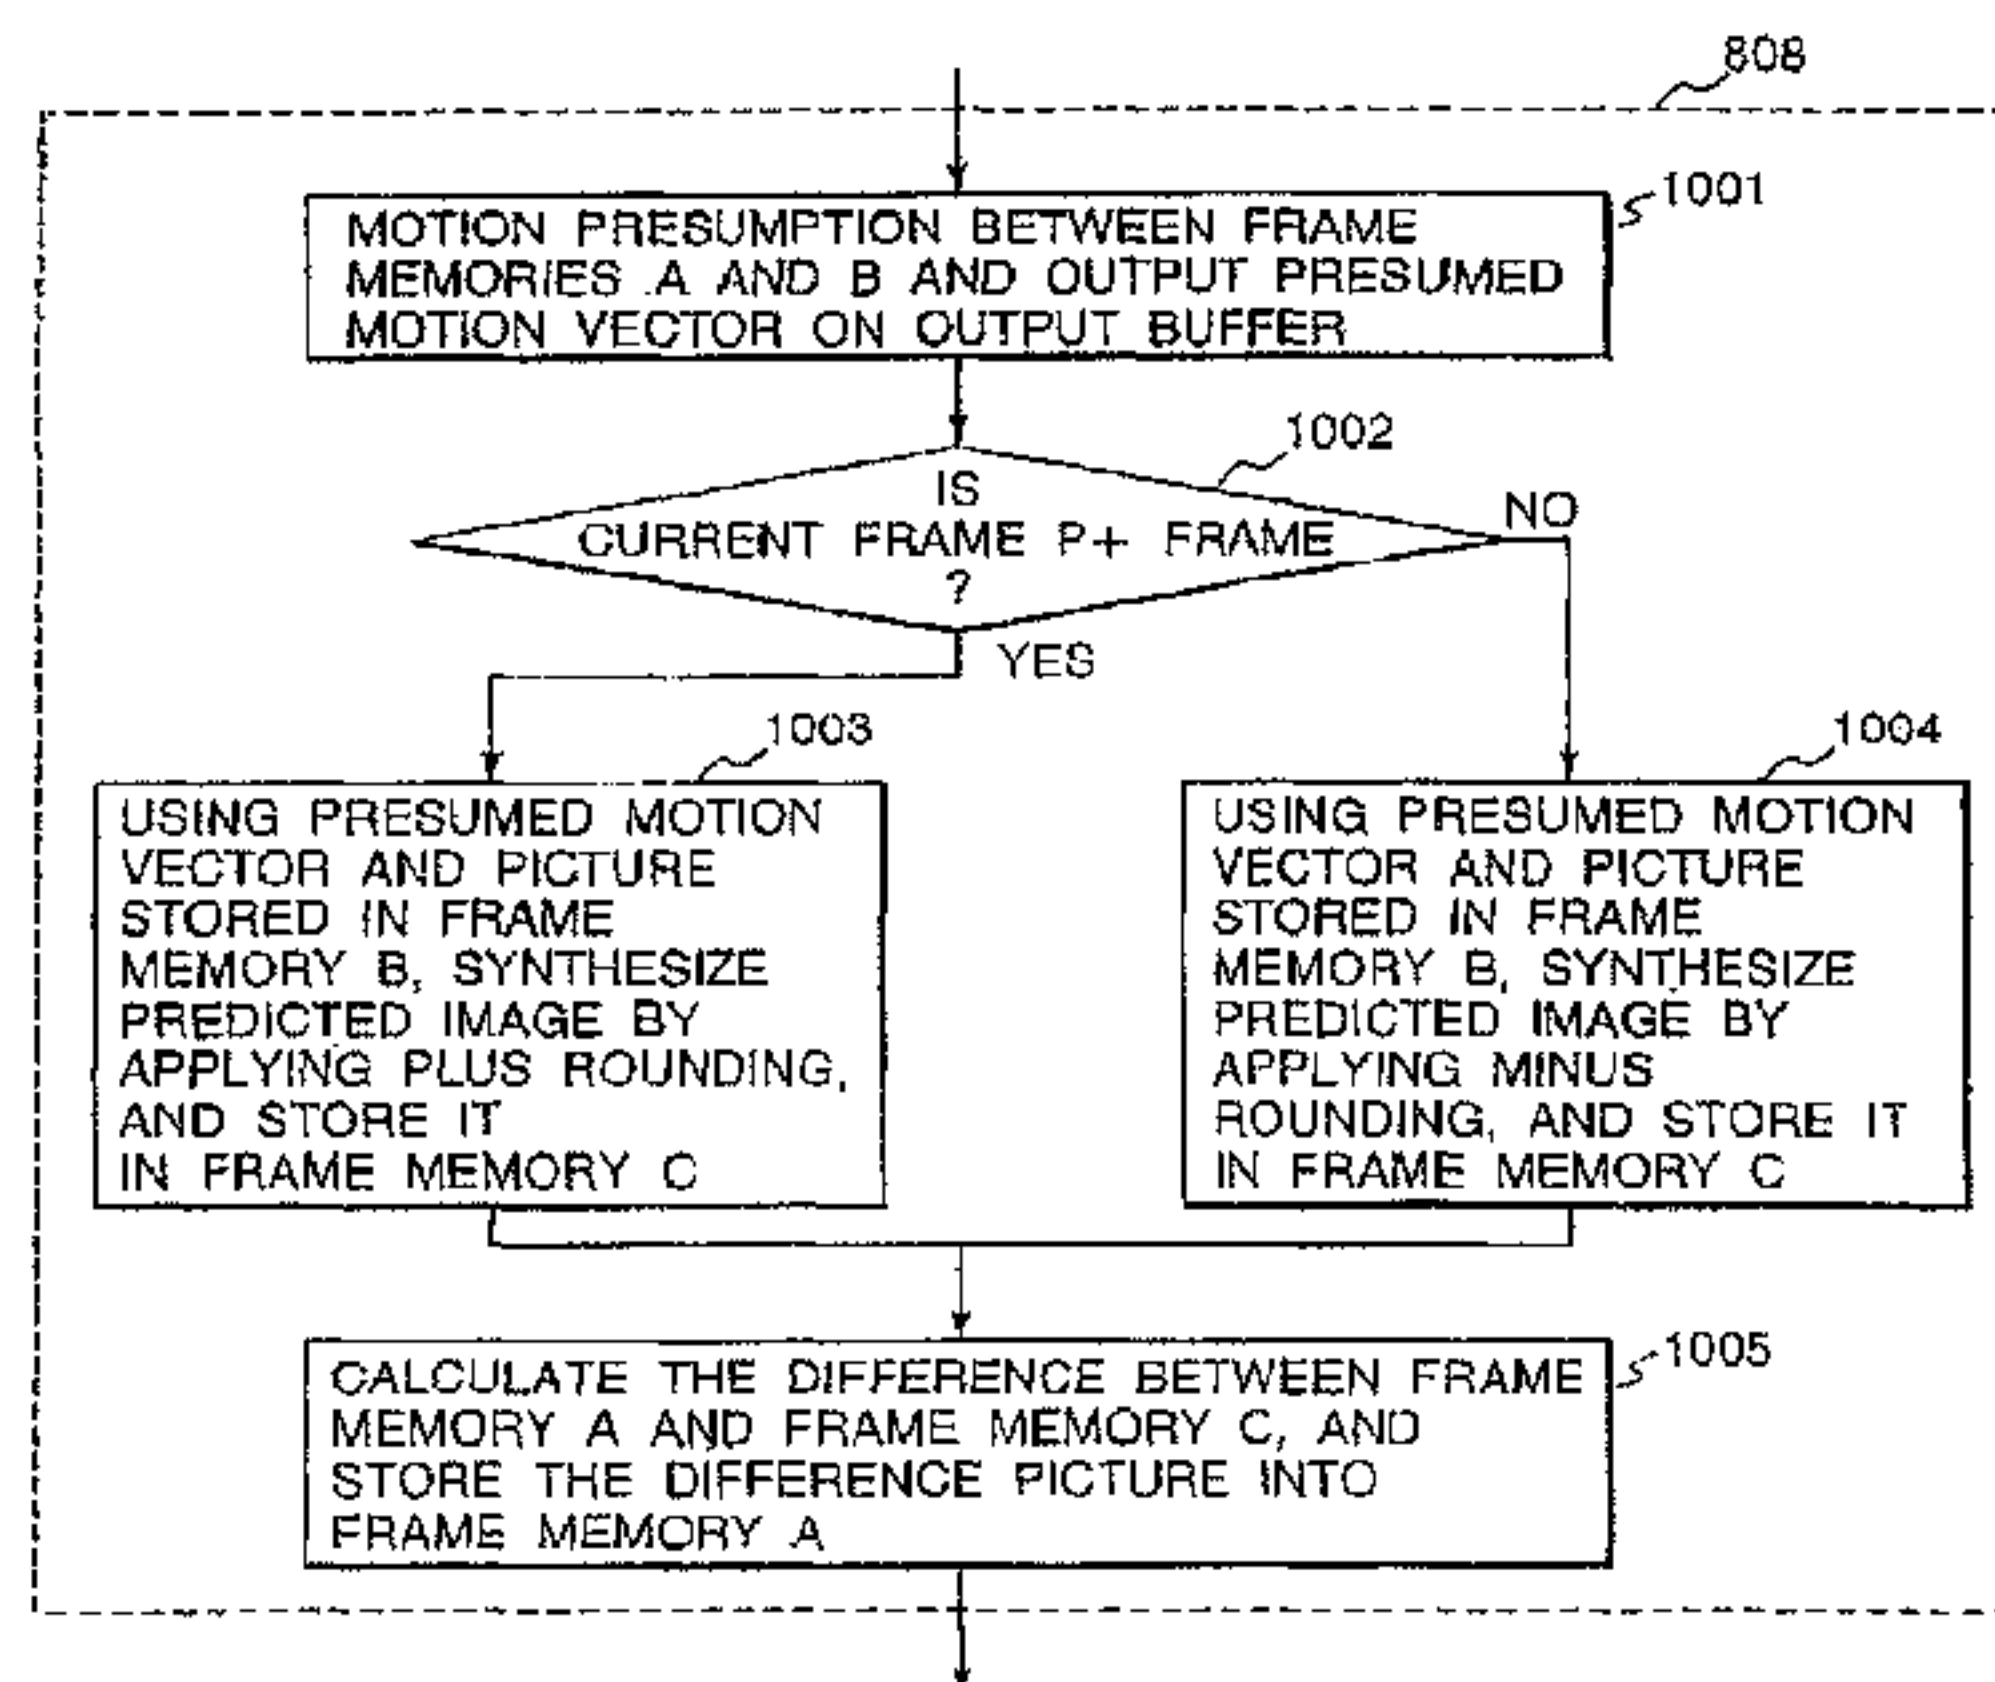 808
1001
MOTION PRESUMPTION BETWEEN FRAME
MEMORIES A AND B AND OUTPUT PRESUMED
MOTION VECTOR ON OUTPUT BUFFER
1002
IS
CURRENT FRAME P+ FRAME
?
NO
YES
1003
USING PRESUMED MOTION
VECTOR AND PICTURE
STORED IN FRAME
MEMORY B, SYNTHESIZE
PREDICTED IMAGE BY
APPLYING PLUS ROUNDING,
AND STORE IT
IN FRAME MEMORY C
1004
USING PRESUMED MOTION
VECTOR AND PICTURE
STORED IN FRAME
MEMORY B, SYNTHESIZE
PREDICTED IMAGE BY
APPLYING MINUS
ROUNDING, AND STORE IT
IN FRAME MEMORY C
1005
CALCULATE THE DIFFERENCE BETWEEN FRAME
MEMORY A AND FRAME MEMORY C, AND
STORE THE DIFFERENCE PICTURE INTO
FRAME MEMORY A